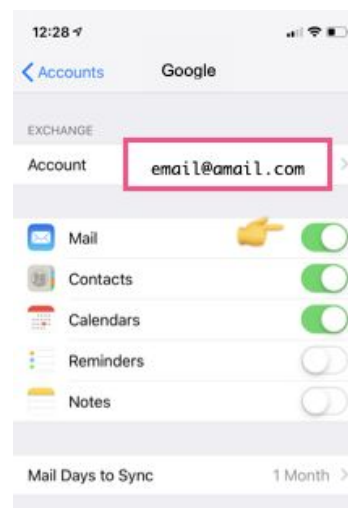 12:28
Accounts Google
EXCHANGE
Account email@amail.com
Mail
Contacts
Calendars
Reminders
Notes
Mail Days to Sync 1 Month